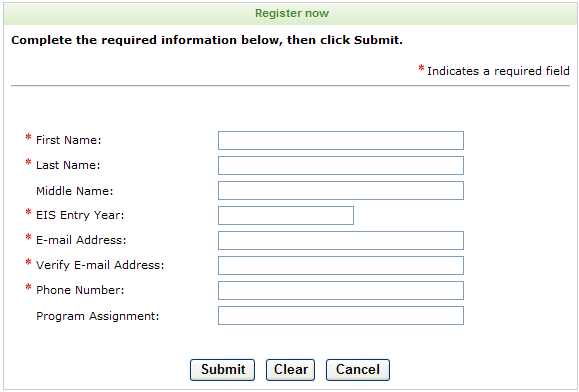 Register now
Complete the required information below, then click Submit.
* Indicates a required field
* First Name:
* Last Name:
Middle Name:
* EIS Entry Year:
* E-mail Address:
* Verify E-mail Address:
* Phone Number:
Program Assignment:
Submit Clear Cancel